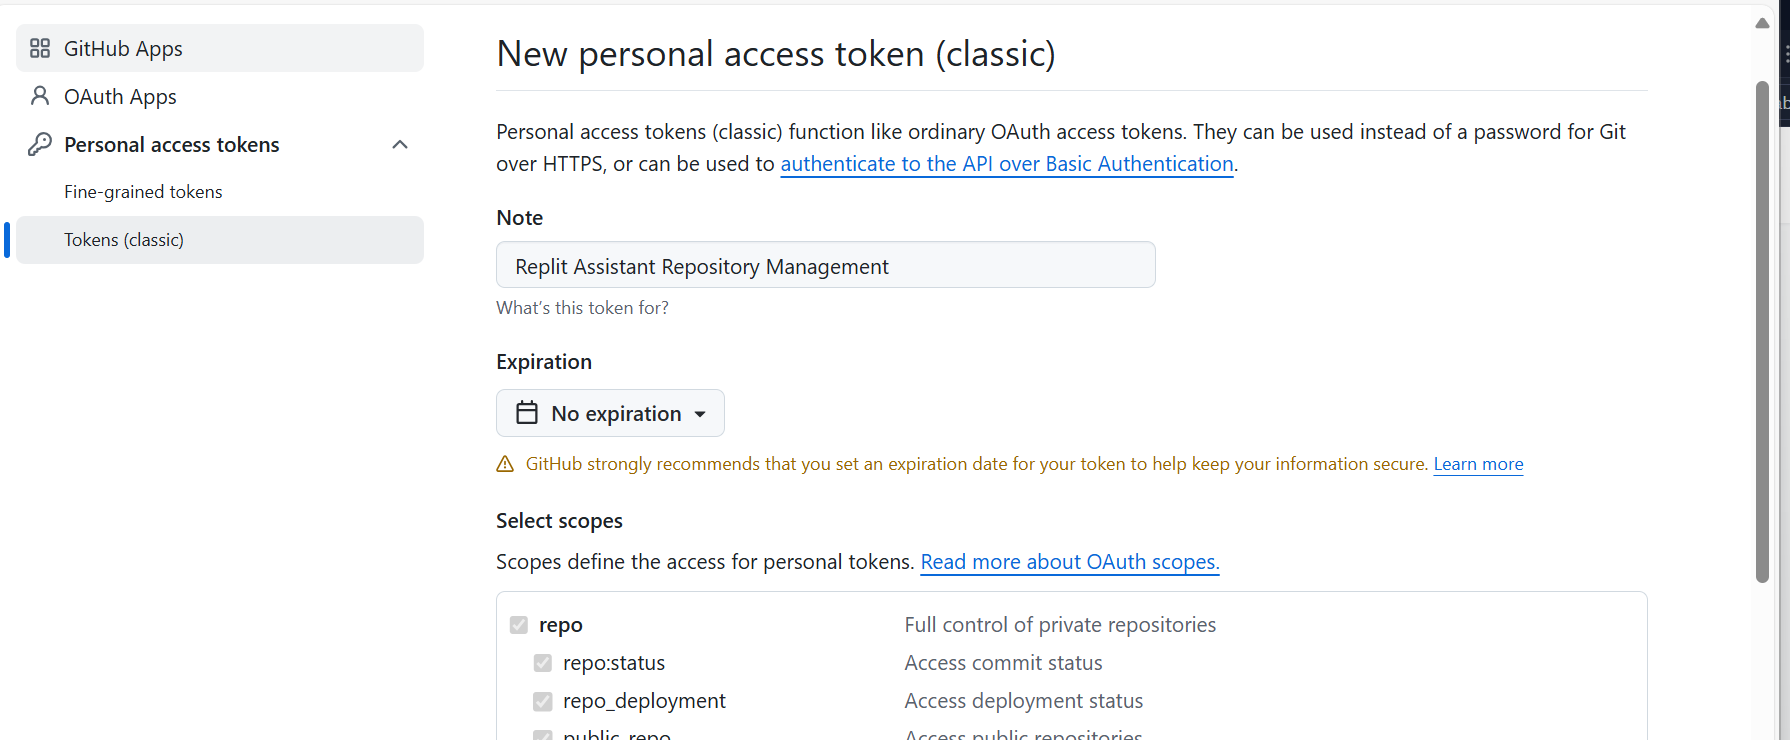 GitHub Apps
OAuth Apps
Personal access tokens
Fine-grained tokens
Tokens (classic)
New personal access token (classic)
Personal access tokens (classic) function like ordinary OAuth access tokens. They can be used instead of a password for Git
over HTTPS, or can be used to authenticate to the API over Basic Authentication.
Note
Replit Assistant Repository Management
What's this token for?
Expiration
No expiration
GitHub strongly recommends that you set an expiration date for your token to help keep your information secure. Learn more
Select scopes
Scopes define the access for personal tokens. Read more about OAuth scopes.
repo Full control of private repositories
repo:status Access commit status
repo_deployment Access deployment status
public_repo Access public repositories